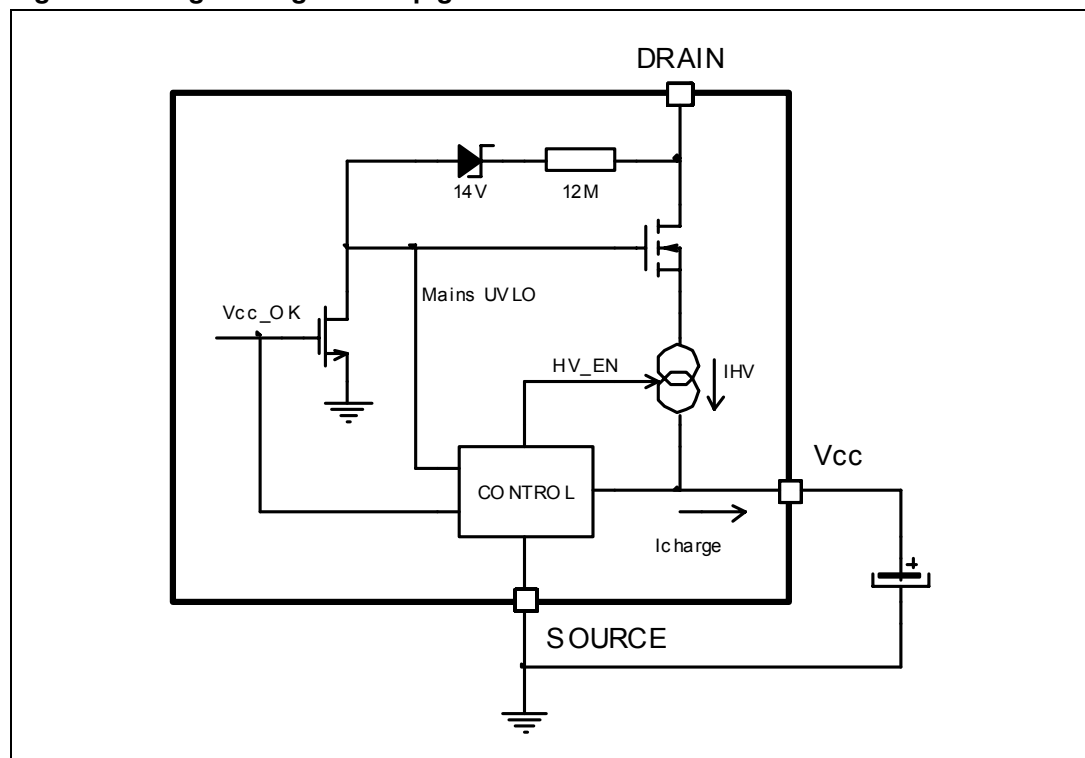 DRAIN
14V
12M
Mains UVLO
Vcc_OK
HV_EN
IHV
Vcc
CONTROL
Icharge
+
SOURCE